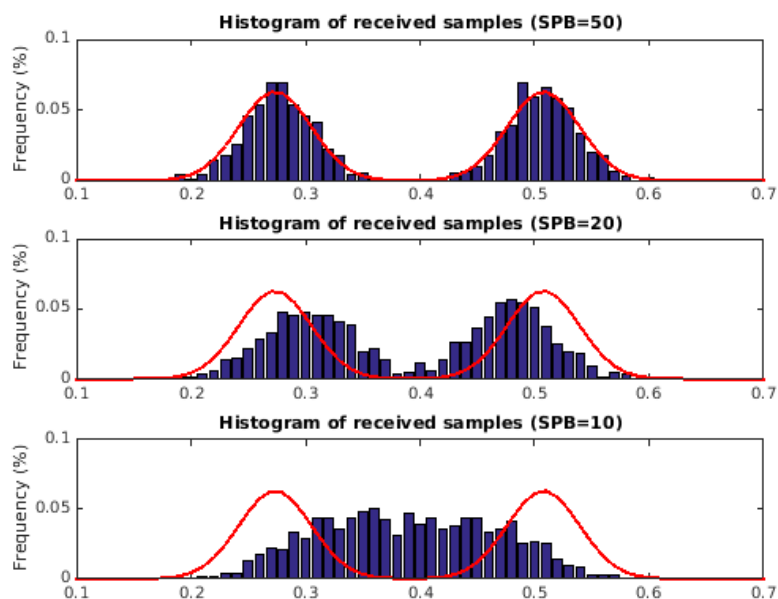 Histogram of received samples (SPB=50)
Frequency (%)
0.1
0.05
0
0.1 0.2 0.3 0.4 0.5 0.6 0.7
Histogram of received samples (SPB=20)
Frequency (%)
0.1
0.05
0
0.1 0.2 0.3 0.4 0.5 0.6 0.7
Histogram of received samples (SPB=10)
Frequency (%)
0.1
0.05
0
0.1 0.2 0.3 0.4 0.5 0.6 0.7